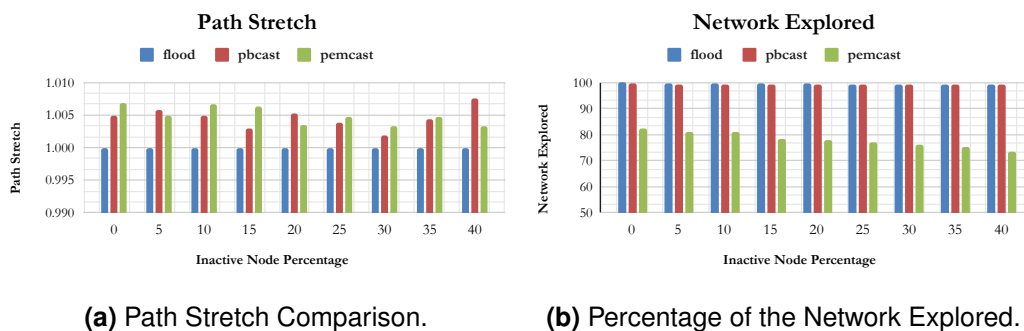 Path Stretch
flood pbcast pemcast
1.010
1.005
1.000
0.995
0.990
Path Stretch
0 5 10 15 20 25 30 35 40
Inactive Node Percentage
(a) Path Stretch Comparison.
Network Explored
flood pbcast pemcast
100
90
80
70
60
50
Network Explored
0 5 10 15 20 25 30 35 40
Inactive Node Percentage
(b) Percentage of the Network Explored.